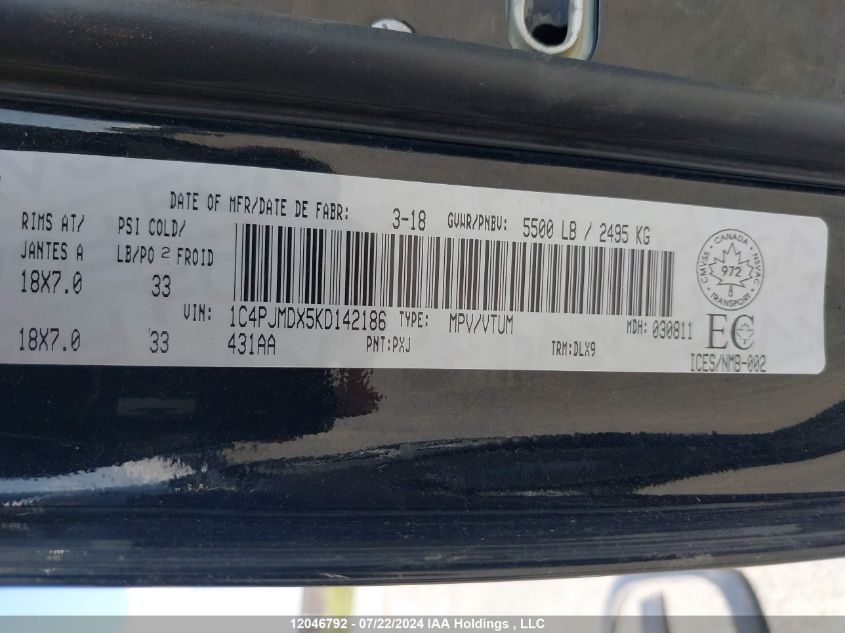 DATE OF MFR/DATE DE FABR: 3-18 GVWR/PNBV: 5500 LB / 2495 KG
RIMS AT/ PSI COLD/
JANTES A LB/PO 2 FROID
18X7.0 33
VIN: 1C4PJMDX5KD142186 TYPE: MPV/VTUM MDH: 030811
18X7.0 33 431AA PNT:PXJ TRM:DLX9
CANADA
CMVSS NSVAC
972
TRANSPORT
EC
ICES/NMB-002
12046792 - 07/22/2024 IAA Holdings , LLC